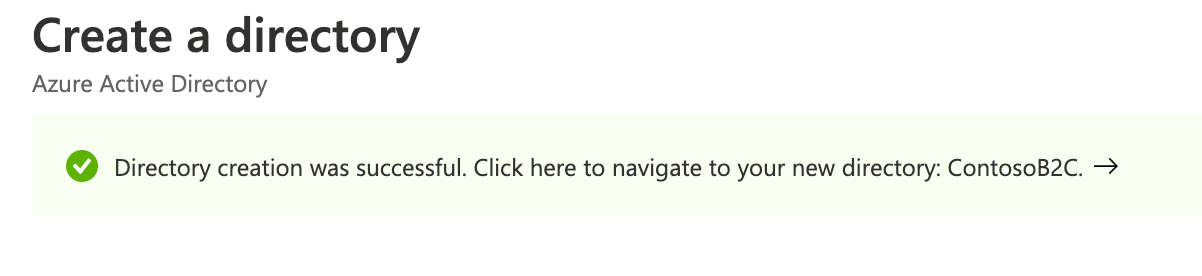 Create a directory
Azure Active Directory
Directory creation was successful. Click here to navigate to your new directory: ContosoB2C. →